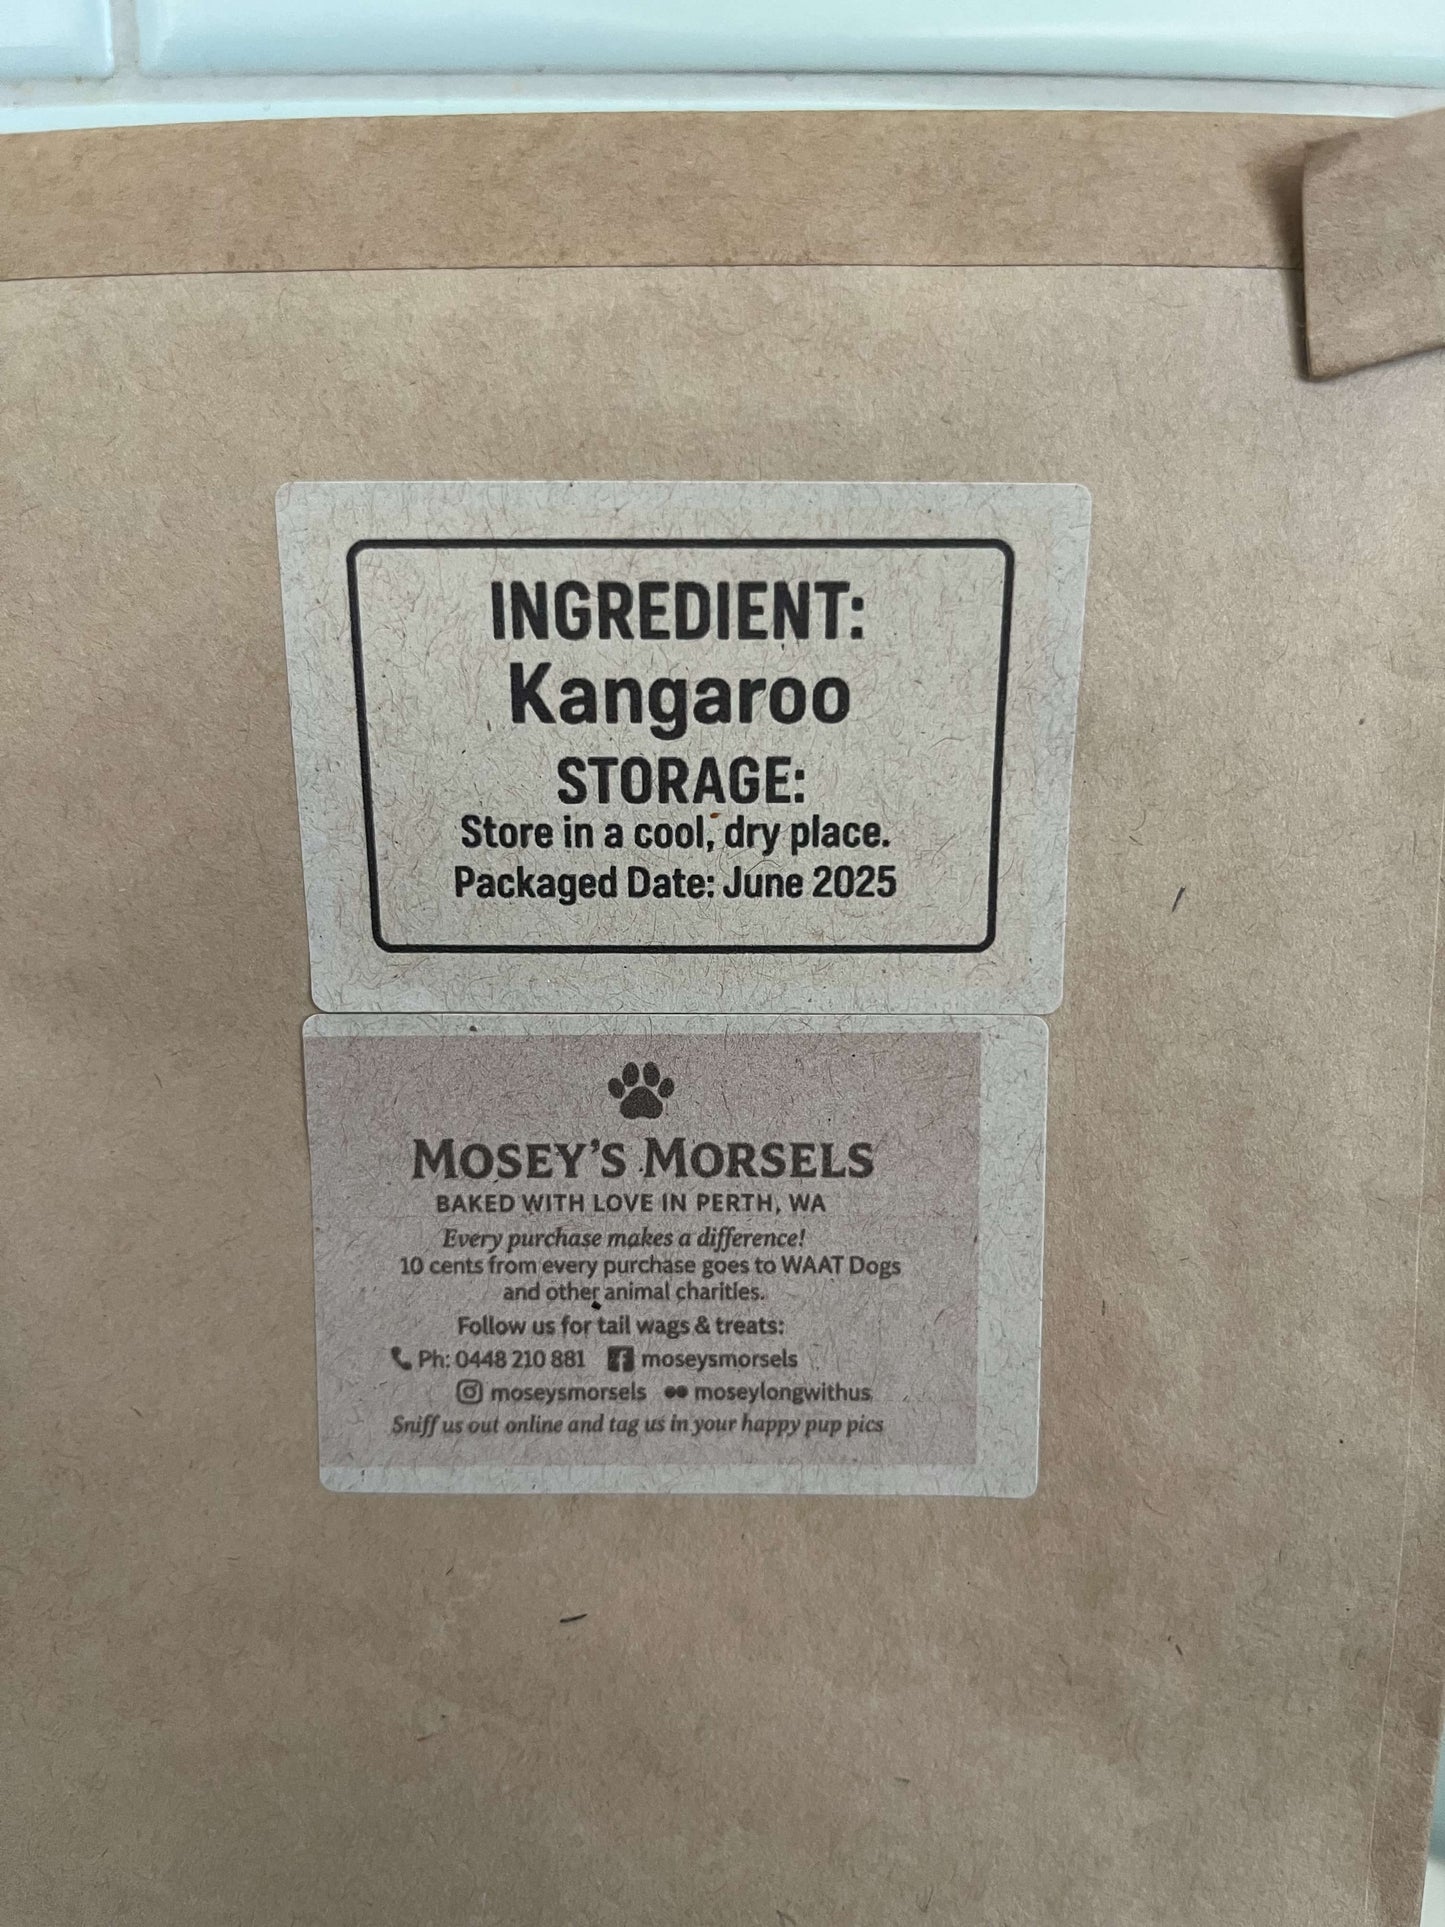 INGREDIENT:
Kangaroo
STORAGE:
Store in a cool, dry place.
Packaged Date: June 2025
MOSEY'S MORSELS
BAKED WITH LOVE IN PERTH, WA
Every purchase makes a difference!
10 cents from every purchase goes to WAAT Dogs
and other animal charities.
Follow us for tail wags & treats:
Ph: 0448 210 881 moseysmorsels
moseysmorsels moseylongwithus
Sniff us out online and tag us in your happy pup pics